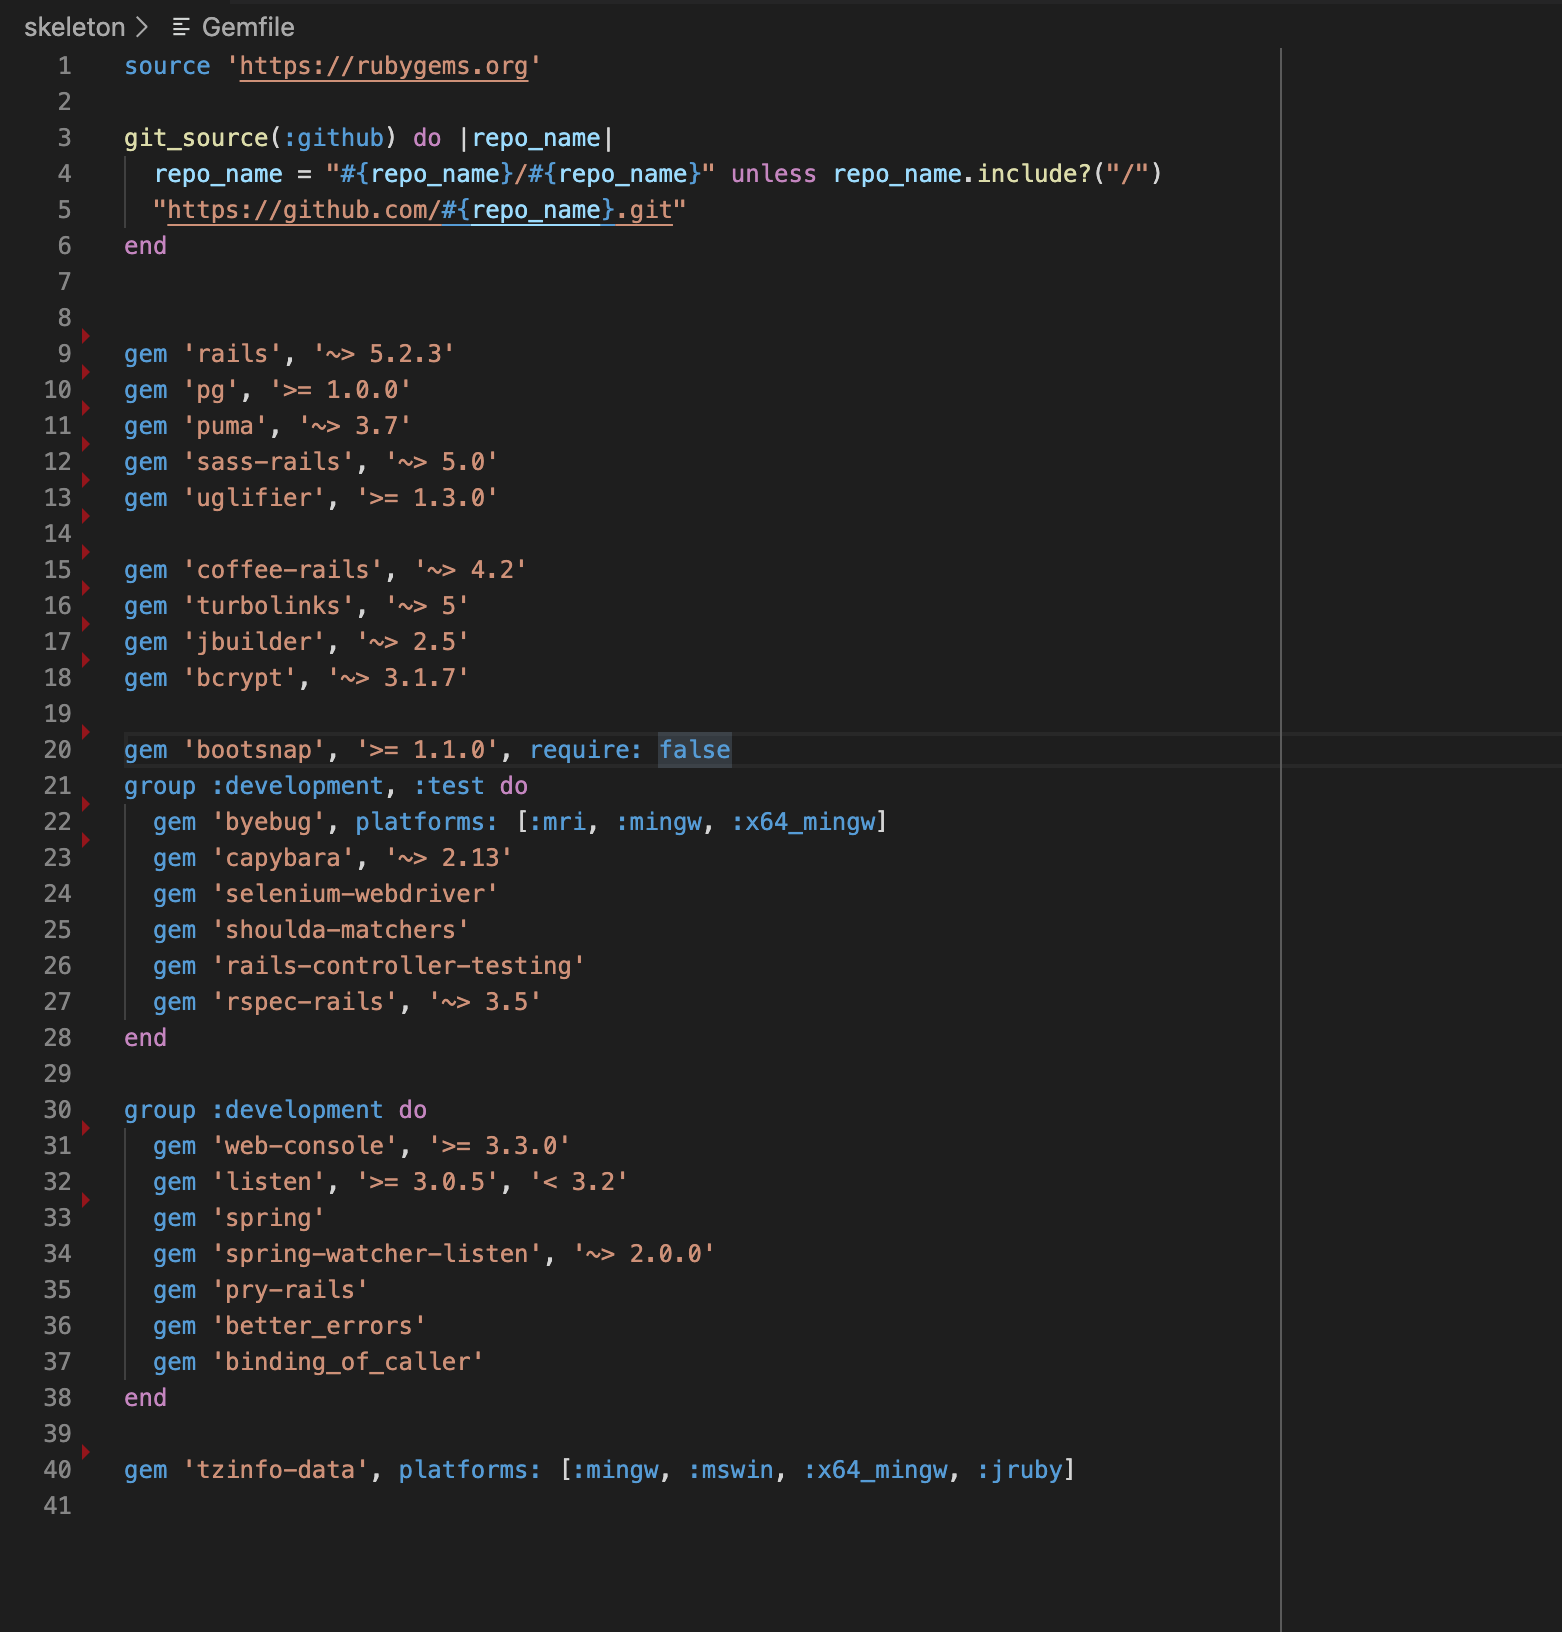 skeleton > Gemfile
1 source 'https://rubygems.org'
2
3 git_source(:github) do |repo_name|
4   repo_name = "#{repo_name}/#{repo_name}" unless repo_name.include?("/")
5   "https://github.com/#{repo_name}.git"
6 end
7
8
9 gem 'rails', '~> 5.2.3'
10 gem 'pg', '>= 1.0.0'
11 gem 'puma', '~> 3.7'
12 gem 'sass-rails', '~> 5.0'
13 gem 'uglifier', '>= 1.3.0'
14
15 gem 'coffee-rails', '~> 4.2'
16 gem 'turbolinks', '~> 5'
17 gem 'jbuilder', '~> 2.5'
18 gem 'bcrypt', '~> 3.1.7'
19
20 gem 'bootsnap', '>= 1.1.0', require: false
21 group :development, :test do
22   gem 'byebug', platforms: [:mri, :mingw, :x64_mingw]
23   gem 'capybara', '~> 2.13'
24   gem 'selenium-webdriver'
25   gem 'shoulda-matchers'
26   gem 'rails-controller-testing'
27   gem 'rspec-rails', '~> 3.5'
28 end
29
30 group :development do
31   gem 'web-console', '>= 3.3.0'
32   gem 'listen', '>= 3.0.5', '< 3.2'
33   gem 'spring'
34   gem 'spring-watcher-listen', '~> 2.0.0'
35   gem 'pry-rails'
36   gem 'better_errors'
37   gem 'binding_of_caller'
38 end
39
40 gem 'tzinfo-data', platforms: [:mingw, :mswin, :x64_mingw, :jruby]
41